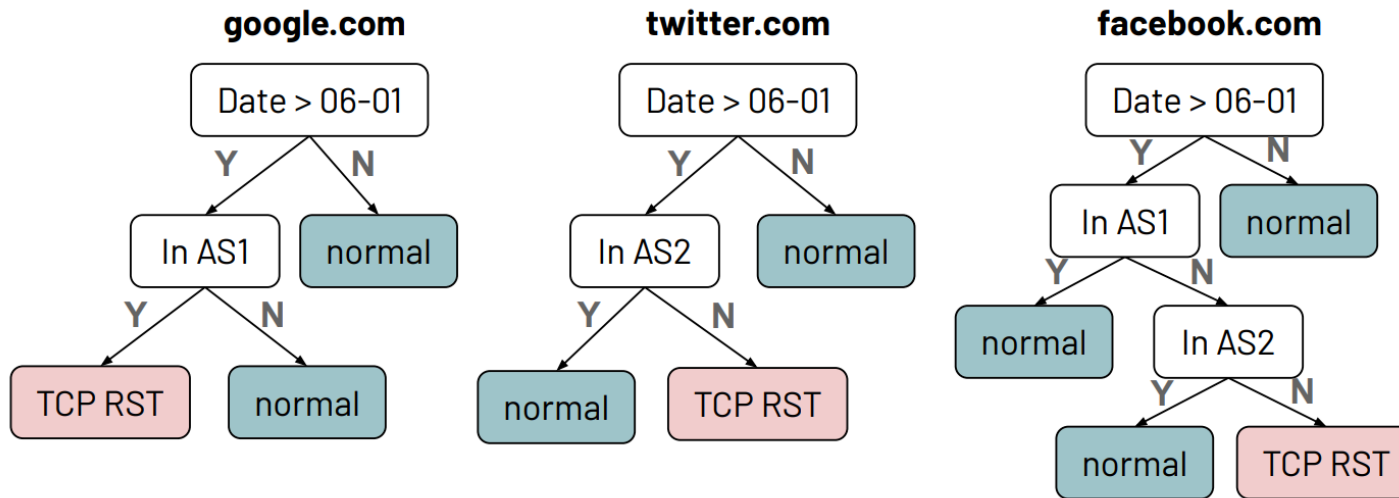 google.com
Date > 06-01
Y
N
In AS1
normal
Y
N
TCP RST
normal
twitter.com
Date > 06-01
Y
N
In AS2
normal
Y
N
normal
TCP RST
facebook.com
Date > 06-01
Y
N
In AS1
normal
Y
N
normal
In AS2
Y
N
normal
TCP RST